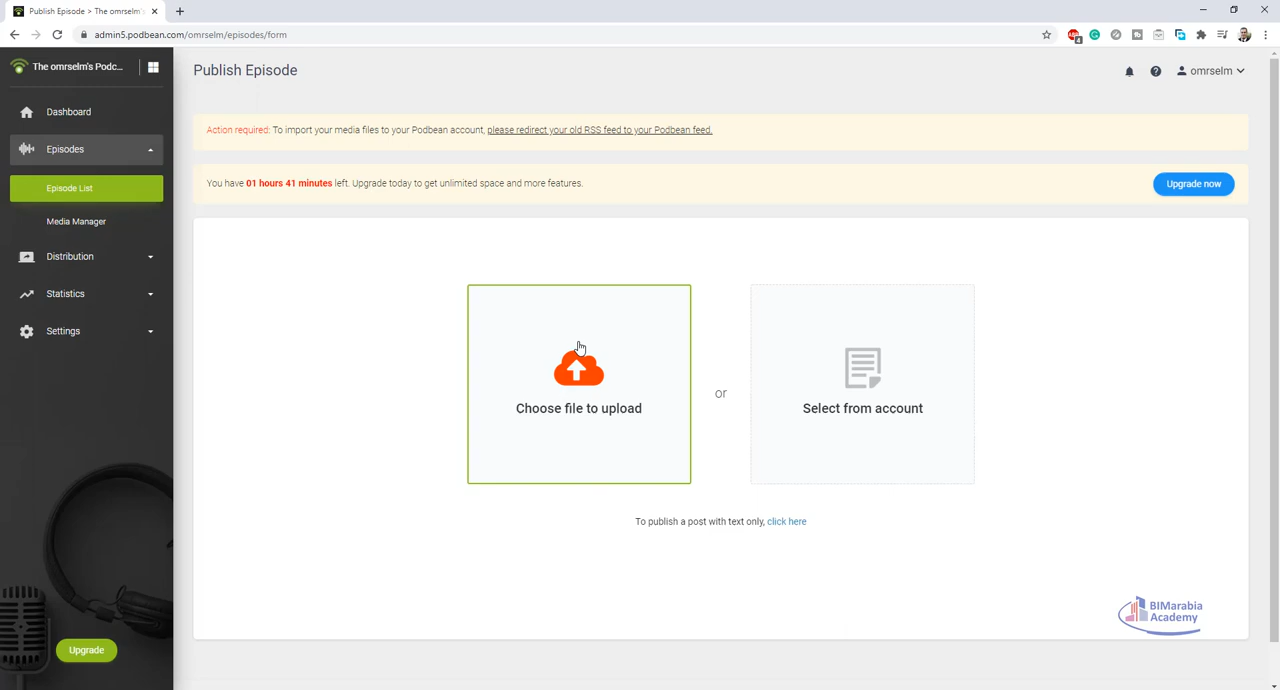 Publish Episode > The omrselm's
admin5.podbean.com/omrselm/episodes/form
The omrselm's Podc...
Publish Episode
omrselm
Dashboard
Episodes
Episode List
Media Manager
Distribution
Statistics
Settings
Upgrade
Action required: To import your media files to your Podbean account, please redirect your old RSS feed to your Podbean feed.
You have 01 hours 41 minutes left. Upgrade today to get unlimited space and more features.
Upgrade now
Choose file to upload
or
Select from account
To publish a post with text only, click here
BIMarabia
Academy